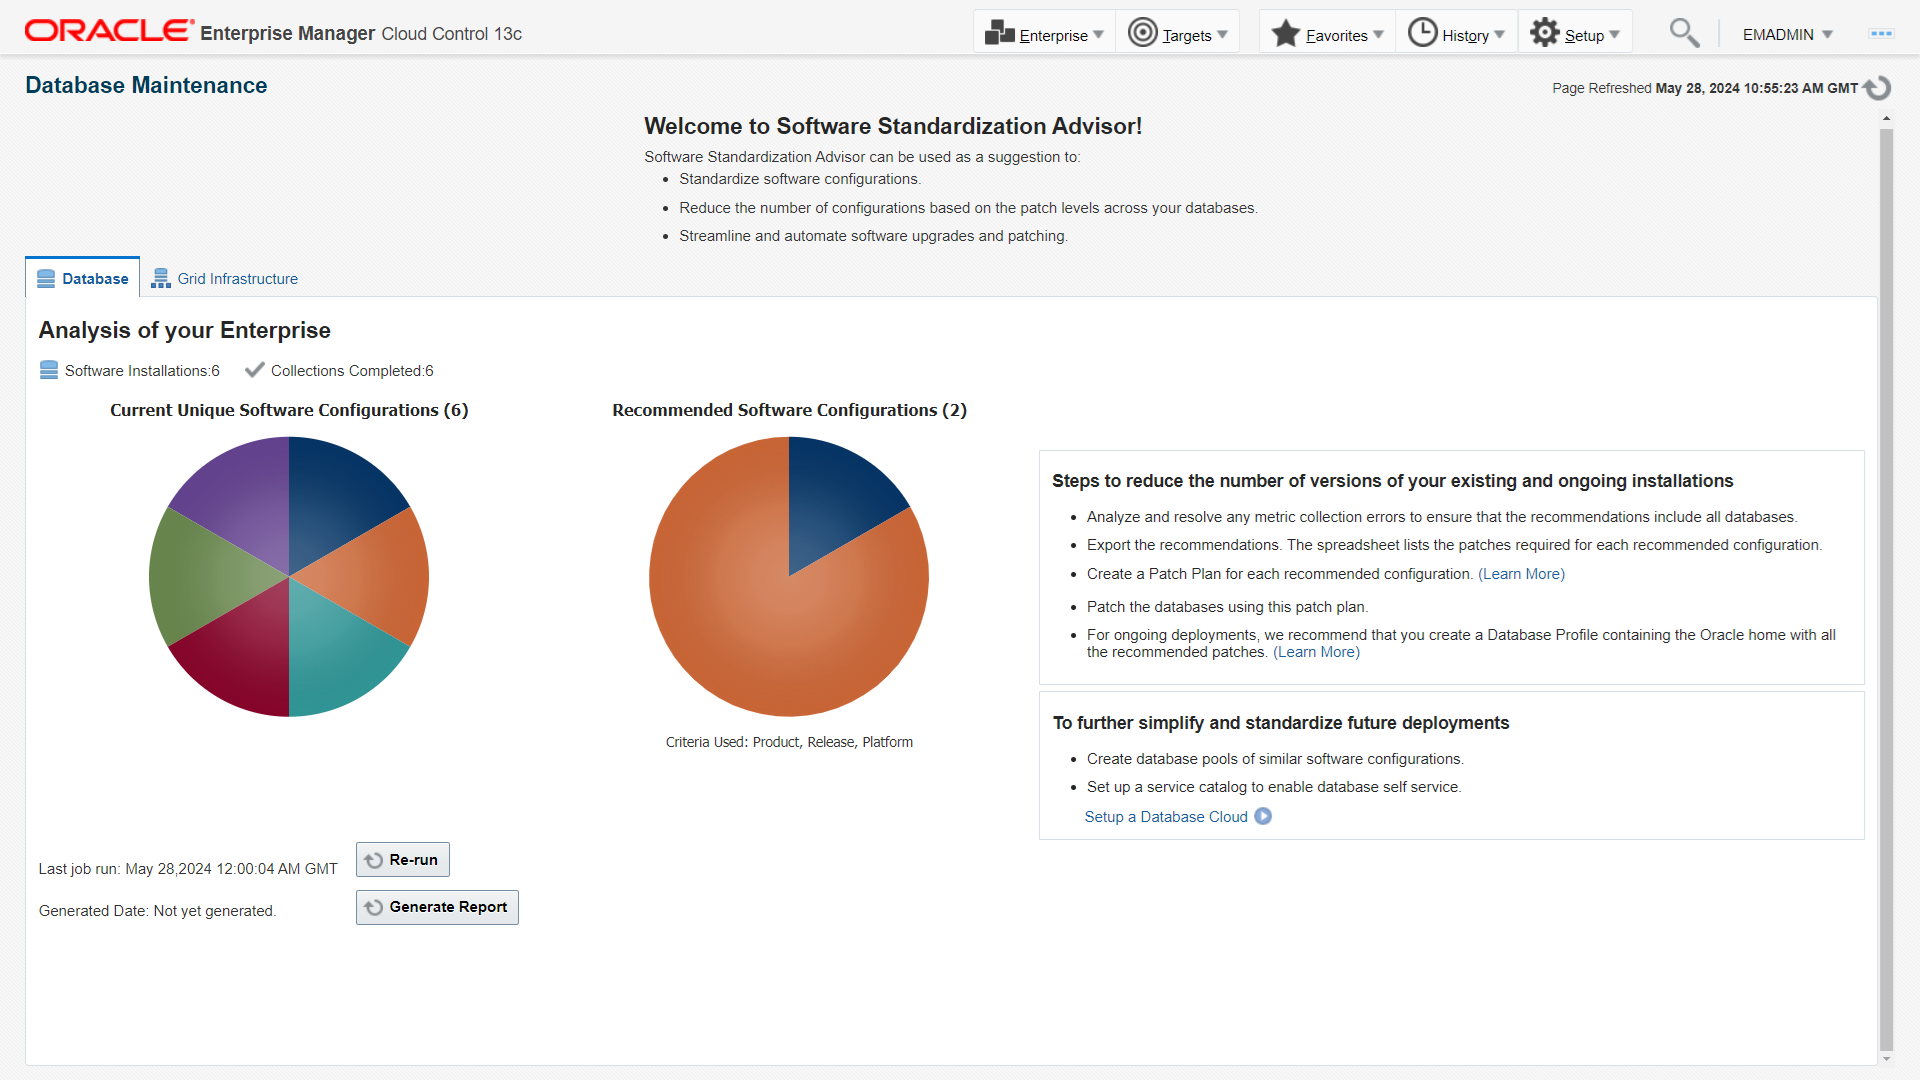 ORACLE Enterprise Manager Cloud Control 13c
Enterprise
Targets
Favorites
History
Setup
EMADMIN
Database Maintenance
Page Refreshed May 28, 2024 10:55:23 AM GMT
Welcome to Software Standardization Advisor!
Software Standardization Advisor can be used as a suggestion to:
• Standardize software configurations.
• Reduce the number of configurations based on the patch levels across your databases.
• Streamline and automate software upgrades and patching.
Database
Grid Infrastructure
Analysis of your Enterprise
Software Installations:6
Collections Completed:6
Current Unique Software Configurations (6)
Recommended Software Configurations (2)
Criteria Used: Product, Release, Platform
Steps to reduce the number of versions of your existing and ongoing installations
• Analyze and resolve any metric collection errors to ensure that the recommendations include all databases.
• Export the recommendations. The spreadsheet lists the patches required for each recommended configuration.
• Create a Patch Plan for each recommended configuration. (Learn More)
• Patch the databases using this patch plan.
• For ongoing deployments, we recommend that you create a Database Profile containing the Oracle home with all
the recommended patches. (Learn More)
To further simplify and standardize future deployments
• Create database pools of similar software configurations.
• Set up a service catalog to enable database self service.
Setup a Database Cloud
Last job run: May 28,2024 12:00:04 AM GMT
Re-run
Generated Date: Not yet generated.
Generate Report